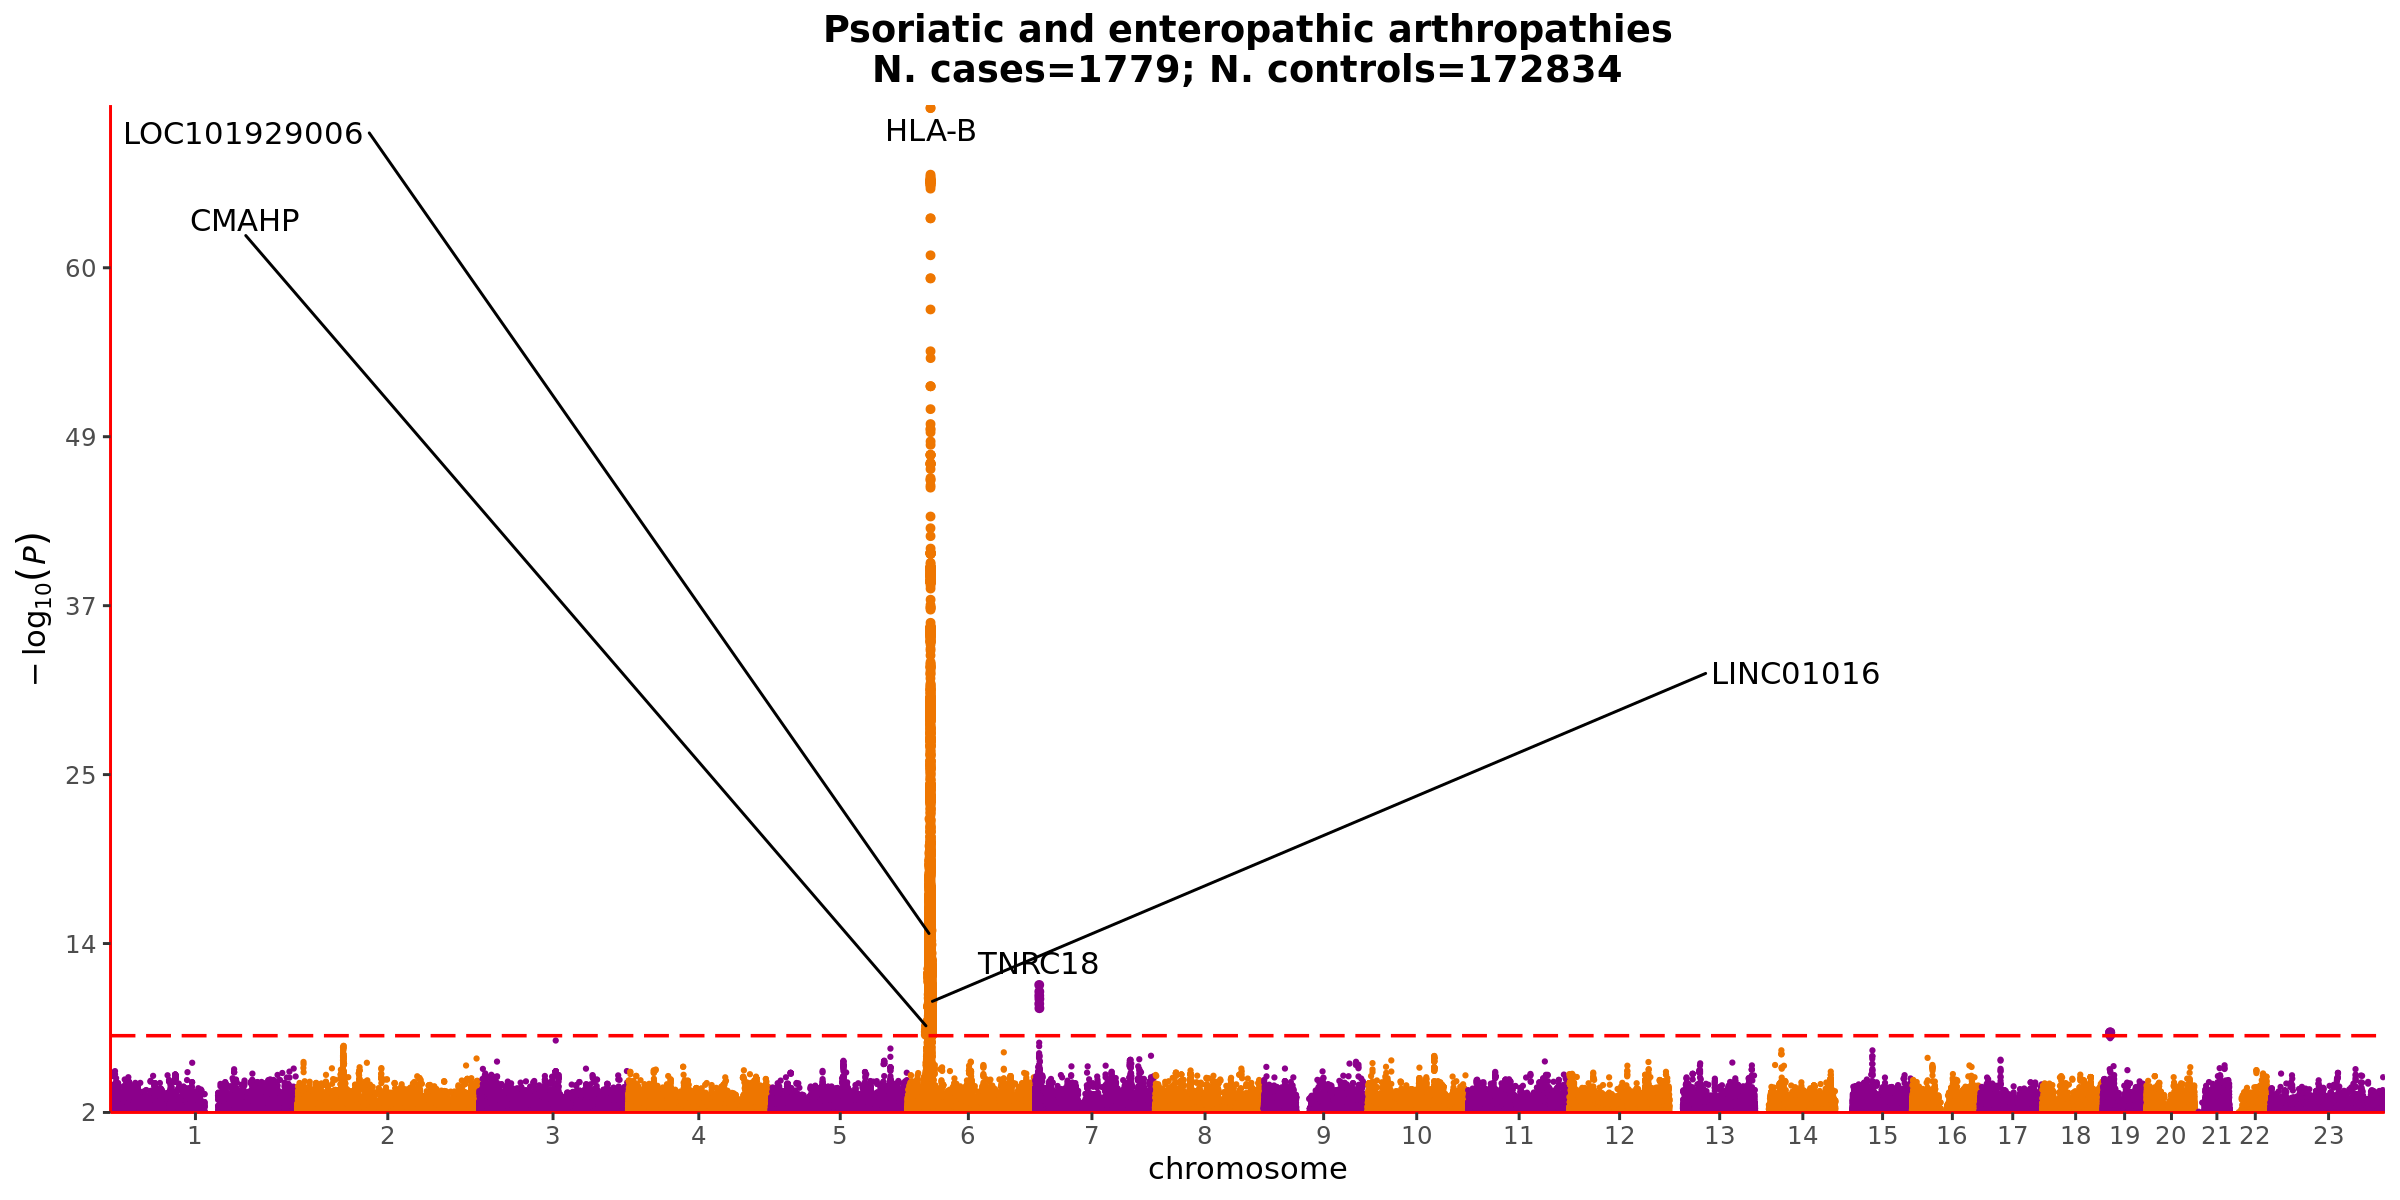 Psoriatic and enteropathic arthropathies
N. cases=1779; N. controls=172834
LOC101929006
HLA-B
CMAHP
LINC01016
TNRC18
60
49
37
25
14
2
−log10(P)
1 2 3 4 5 6 7 8 9 10 11 12 13 14 15 16 17 18 19 20 21 22 23
chromosome